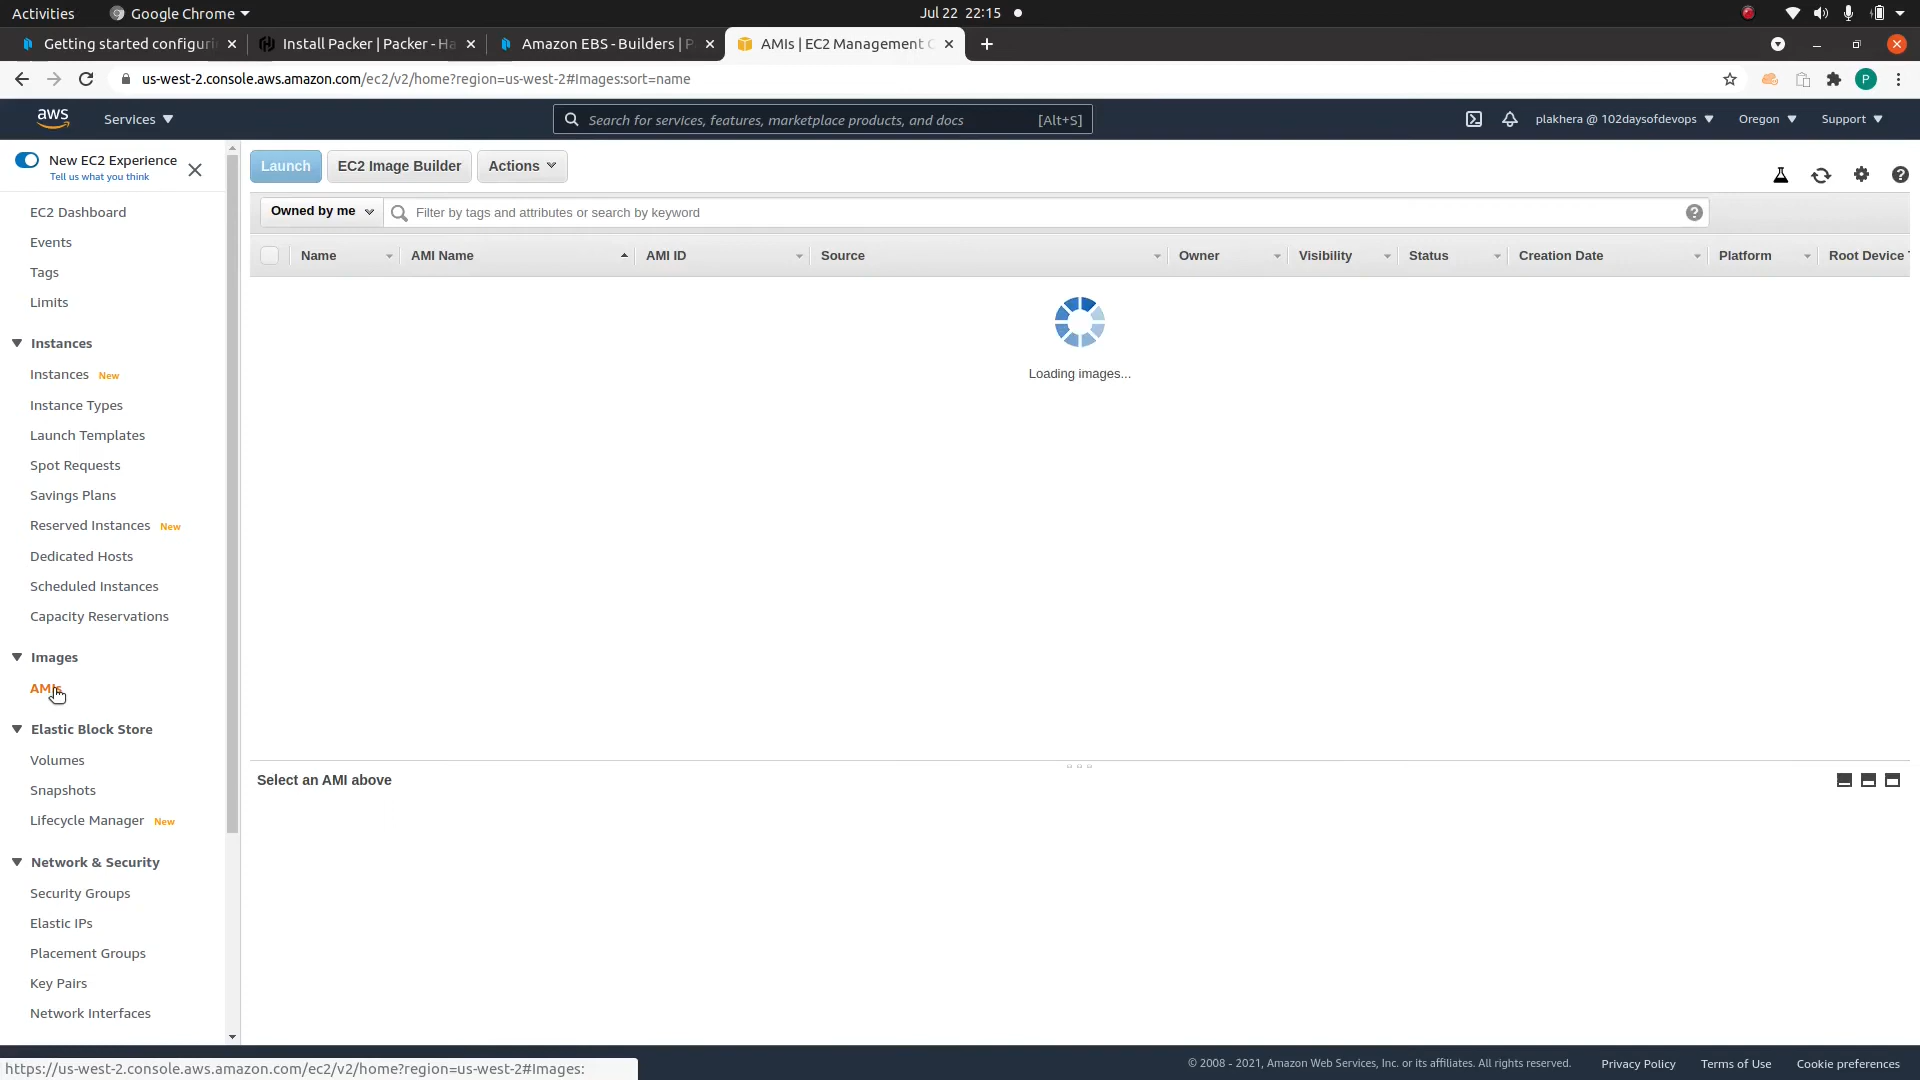 Activities
Google Chrome
Jul 22 22:15
Getting started configuri
Install Packer | Packer - Ha
Amazon EBS - Builders | P
AMIs | EC2 Management C
us-west-2.console.aws.amazon.com/ec2/v2/home?region=us-west-2#Images:sort=name
P
aws
Services
Search for services, features, marketplace products, and docs
[Alt+S]
plakhera @ 102daysofdevops
Oregon
Support
New EC2 Experience
Tell us what you think
EC2 Dashboard
Events
Tags
Limits
Instances
Instances New
Instance Types
Launch Templates
Spot Requests
Savings Plans
Reserved Instances New
Dedicated Hosts
Scheduled Instances
Capacity Reservations
Images
AMIs
Elastic Block Store
Volumes
Snapshots
Lifecycle Manager New
Network & Security
Security Groups
Elastic IPs
Placement Groups
Key Pairs
Network Interfaces
Launch
EC2 Image Builder
Actions
Owned by me
Filter by tags and attributes or search by keyword
Name
AMI Name
AMI ID
Source
Owner
Visibility
Status
Creation Date
Platform
Root Device
Loading images...
Select an AMI above
https://us-west-2.console.aws.amazon.com/ec2/v2/home?region=us-west-2#Images:
© 2008 - 2021, Amazon Web Services, Inc. or its affiliates. All rights reserved.
Privacy Policy
Terms of Use
Cookie preferences